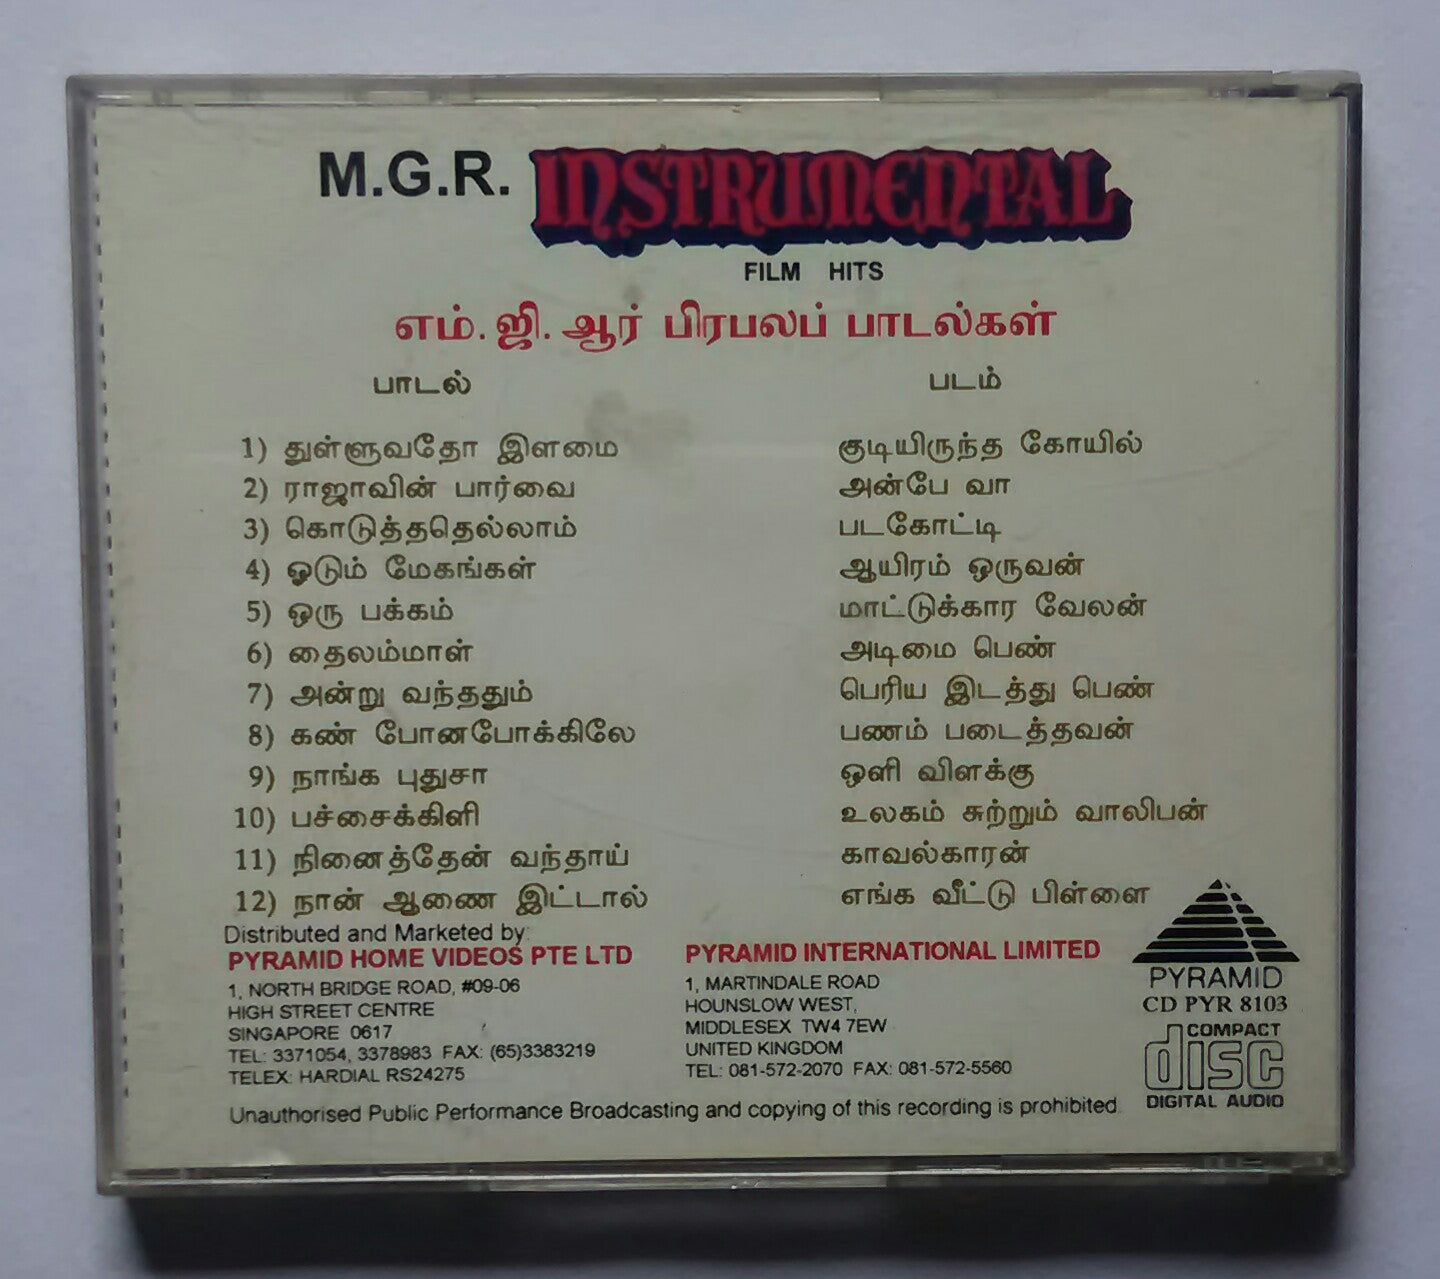 M.G.R. INSTRUMENTAL
FILM HITS
எம். ஜி. ஆர் பிரபலப் பாடல்கள்
பாடல் படம்
1) துள்ளூவதோ இளமை குடியிருந்த கோயில்
2) ராஜாவின் பார்வை அன்பே வா
3) கொடுத்ததெல்லாம் படகோட்டி
4) ஓடும் மேகங்கள் ஆயிரம் ஒருவன்
5) ஒரு பக்கம் மாட்டுக்கார வேலன்
6) தைலம்மாள் அடிமை பெண்
7) அன்று வந்ததும் பெரிய இடத்து பெண்
8) கண் போனபோக்கிலே பணம் படைத்தவன்
9) நாங்க புதுசா ஒளி விளக்கு
10) பச்சைக்கிளி உலகம் சுற்றும் வாலிபன்
11) நினைத்தேன் வந்தாய் காவல்காரன்
12) நான் ஆணை இட்டால் எங்க வீட்டு பிள்ளை
Distributed and Marketed by:
PYRAMID HOME VIDEOS PTE LTD
1, NORTH BRIDGE ROAD, #09-06
HIGH STREET CENTRE
SINGAPORE 0617
TEL: 3371054, 3378983 FAX: (65)3383219
TELEX: HARDIAL RS24275
PYRAMID INTERNATIONAL LIMITED
1, MARTINDALE ROAD
HOUNSLOW WEST,
MIDDLESEX TW4 7EW
UNITED KINGDOM
TEL: 081-572-2070 FAX: 081-572-5560
PYRAMID
CD PYR 8103
COMPACT
disc
DIGITAL AUDIO
Unauthorised Public Performance Broadcasting and copying of this recording is prohibited.